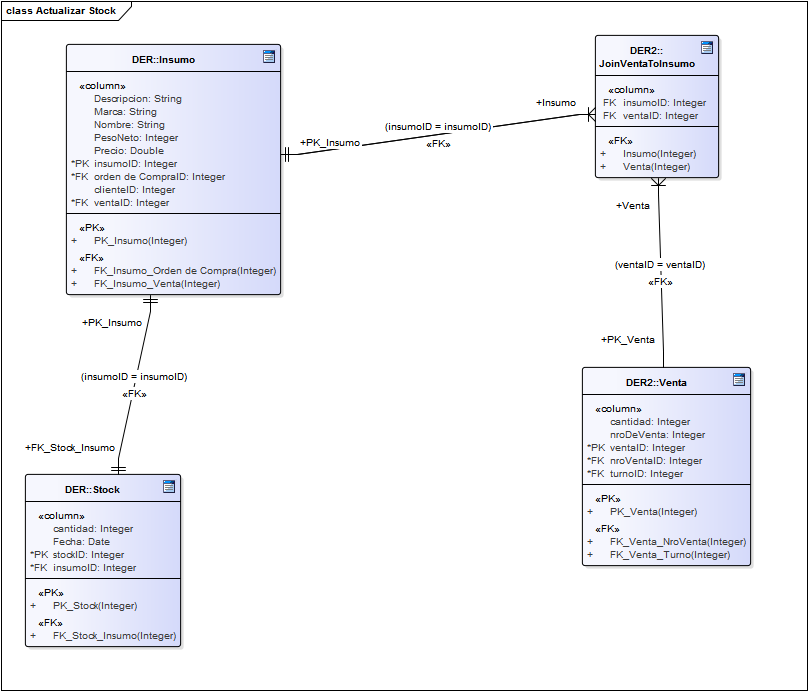 class Actualizar Stock
DER::Insumo
«column»
Descripcion: String
Marca: String
Nombre: String
PesoNeto: Integer
Precio: Double
*PK insumoID: Integer
*FK orden de CompraID: Integer
clienteID: Integer
*FK ventaID: Integer
«PK»
+ PK_Insumo(Integer)
«FK»
+ FK_Insumo_Orden de Compra(Integer)
+ FK_Insumo_Venta(Integer)
DER2::
JoinVentaToInsumo
«column»
FK insumoID: Integer
FK ventaID: Integer
«FK»
+ Insumo(Integer)
+ Venta(Integer)
+Insumo
(insumoID = insumoID)
+PK_Insumo
«FK»
+Venta
(ventaID = ventaID)
«FK»
+PK_Venta
+PK_Insumo
(insumoID = insumoID)
«FK»
+FK_Stock_Insumo
DER2::Venta
«column»
cantidad: Integer
nroDeVenta: Integer
*PK ventaID: Integer
*FK nroVentaID: Integer
*FK turnoID: Integer
«PK»
+ PK_Venta(Integer)
«FK»
+ FK_Venta_NroVenta(Integer)
+ FK_Venta_Turno(Integer)
DER::Stock
«column»
cantidad: Integer
Fecha: Date
*PK stockID: Integer
*FK insumoID: Integer
«PK»
+ PK_Stock(Integer)
«FK»
+ FK_Stock_Insumo(Integer)